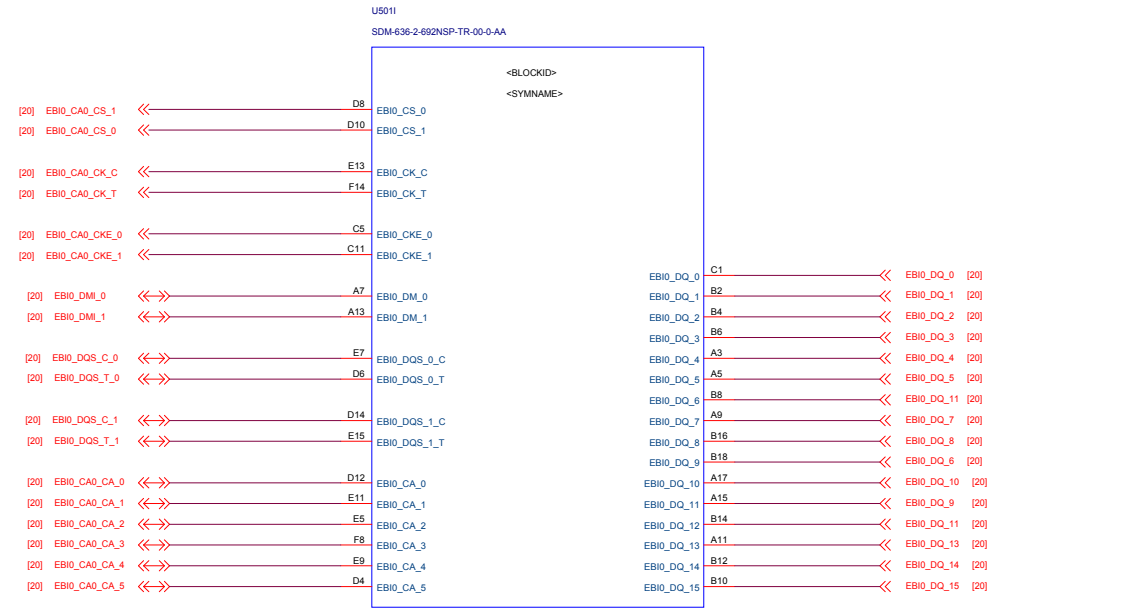 U501I
SDM-636-2-692NSP-TR-00-0-AA
<BLOCKID>
<SYMNAME>
[20] EBI0_CA0_CS_1 D8 EBI0_CS_0
[20] EBI0_CA0_CS_0 D10 EBI0_CS_1
[20] EBI0_CA0_CK_C E13 EBI0_CK_C
[20] EBI0_CA0_CK_T F14 EBI0_CK_T
[20] EBI0_CA0_CKE_0 C5 EBI0_CKE_0
[20] EBI0_CA0_CKE_1 C11 EBI0_CKE_1
EBI0_DQ_0 C1 EBI0_DQ_0 [20]
[20] EBI0_DMI_0 A7 EBI0_DM_0 EBI0_DQ_1 B2 EBI0_DQ_1 [20]
[20] EBI0_DMI_1 A13 EBI0_DM_1 EBI0_DQ_2 B4 EBI0_DQ_2 [20]
EBI0_DQ_3 B6 EBI0_DQ_3 [20]
[20] EBI0_DQS_C_0 E7 EBI0_DQS_0_C EBI0_DQ_4 A3 EBI0_DQ_4 [20]
[20] EBI0_DQS_T_0 D6 EBI0_DQS_0_T EBI0_DQ_5 A5 EBI0_DQ_5 [20]
EBI0_DQ_6 B8 EBI0_DQ_11 [20]
[20] EBI0_DQS_C_1 D14 EBI0_DQS_1_C EBI0_DQ_7 A9 EBI0_DQ_7 [20]
[20] EBI0_DQS_T_1 E15 EBI0_DQS_1_T EBI0_DQ_8 B16 EBI0_DQ_8 [20]
EBI0_DQ_9 B18 EBI0_DQ_6 [20]
[20] EBI0_CA0_CA_0 D12 EBI0_CA_0 EBI0_DQ_10 A17 EBI0_DQ_10 [20]
[20] EBI0_CA0_CA_1 E11 EBI0_CA_1 EBI0_DQ_11 A15 EBI0_DQ_9 [20]
[20] EBI0_CA0_CA_2 E5 EBI0_CA_2 EBI0_DQ_12 B14 EBI0_DQ_11 [20]
[20] EBI0_CA0_CA_3 F8 EBI0_CA_3 EBI0_DQ_13 A11 EBI0_DQ_13 [20]
[20] EBI0_CA0_CA_4 E9 EBI0_CA_4 EBI0_DQ_14 B12 EBI0_DQ_14 [20]
[20] EBI0_CA0_CA_5 D4 EBI0_CA_5 EBI0_DQ_15 B10 EBI0_DQ_15 [20]